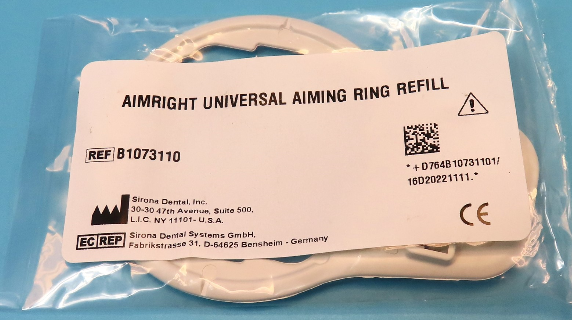 AIMRIGHT UNIVERSAL AIMING RING REFILL
REF B1073110
*+D764B10731101/
16D20221111.*
Sirona Dental, Inc.
30-30 47th Avenue, Suite 500,
L.I.C. NY 11101- U.S.A.
CE
EC REP Sirona Dental Systems GmbH,
Fabrikstrasse 31, D-64625 Bensheim - Germany